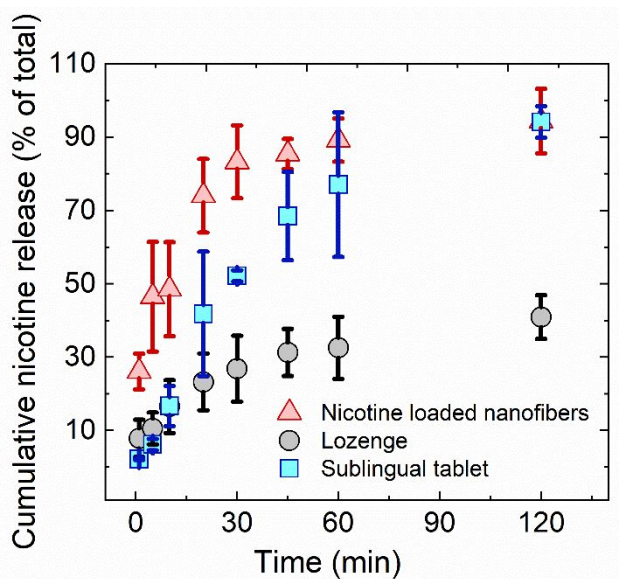 Cumulative nicotine release (% of total)
110
90
70
50
30
10
Nicotine loaded nanofibers
Lozenge
Sublingual tablet
0 30 60 90 120
Time (min)